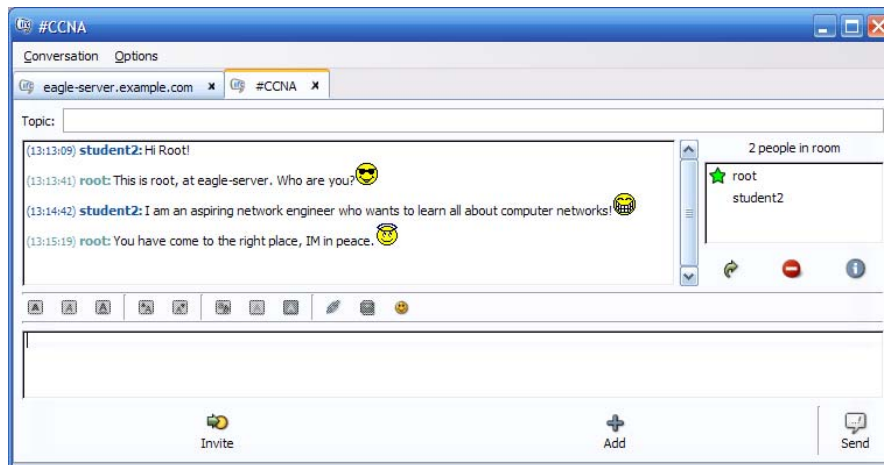 #CCNA
Conversation Options
eagle-server.example.com #CCNA
Topic:
(13:13:09) student2: Hi Root!
(13:13:41) root: This is root, at eagle-server. Who are you?
(13:14:42) student2: I am an aspiring network engineer who wants to learn all about computer networks!
(13:15:19) root: You have come to the right place, IM in peace.
2 people in room
root
student2
Invite
Add
Send